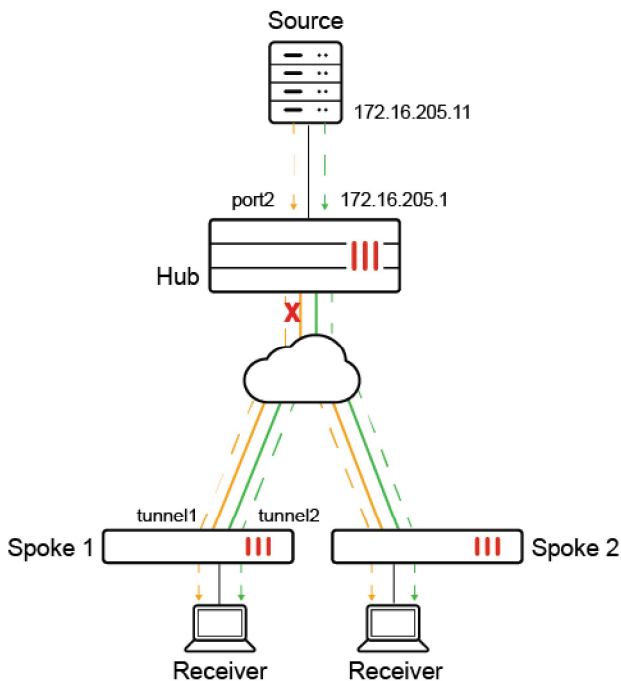 Source
172.16.205.11
port2
172.16.205.1
Hub
X
tunnel1
tunnel2
Spoke 1
Spoke 2
Receiver
Receiver